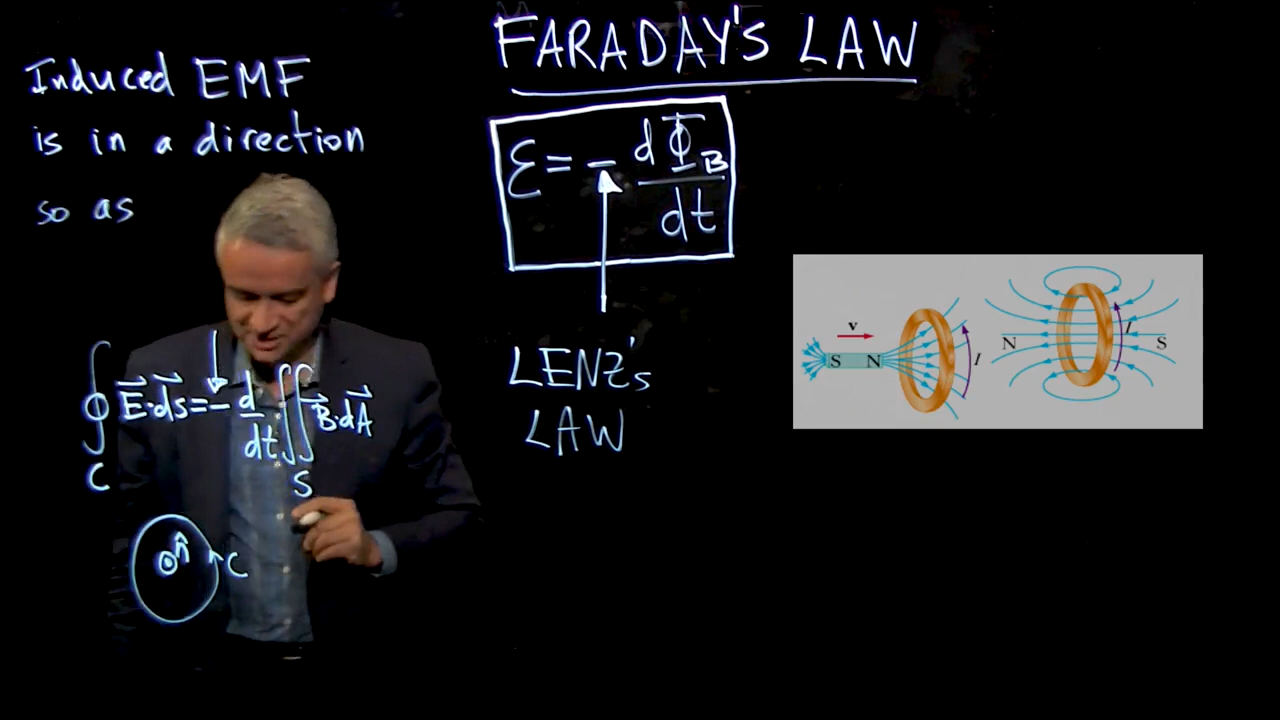 FARADAY'S LAW
Induced EMF
is in a direction
so as
ℰ = - dΦ_B/dt
LENZ's
LAW
∮_C E⃗·ds⃗ = - d/dt ∬_S B⃗·dA⃗
n̂ C
v
S N I
N I S